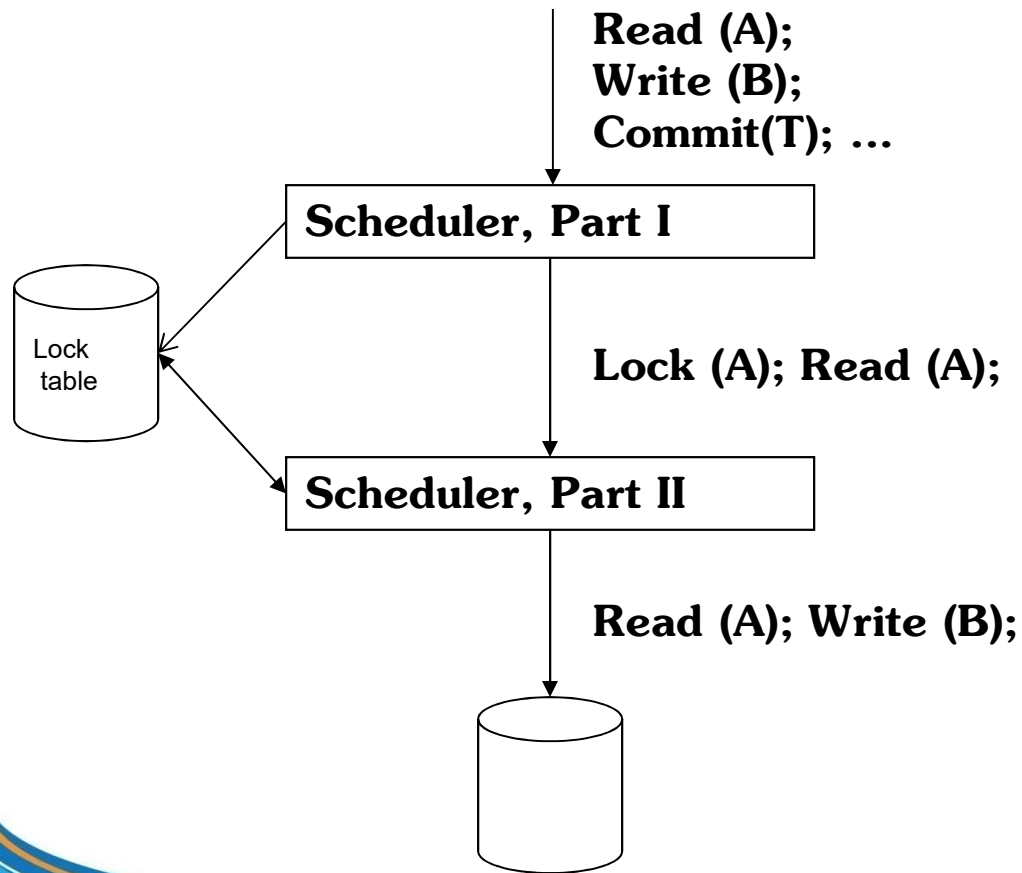 Read (A);
Write (B);
Commit(T); ...
Scheduler, Part I
Lock
table
Lock (A); Read (A);
Scheduler, Part II
Read (A); Write (B);